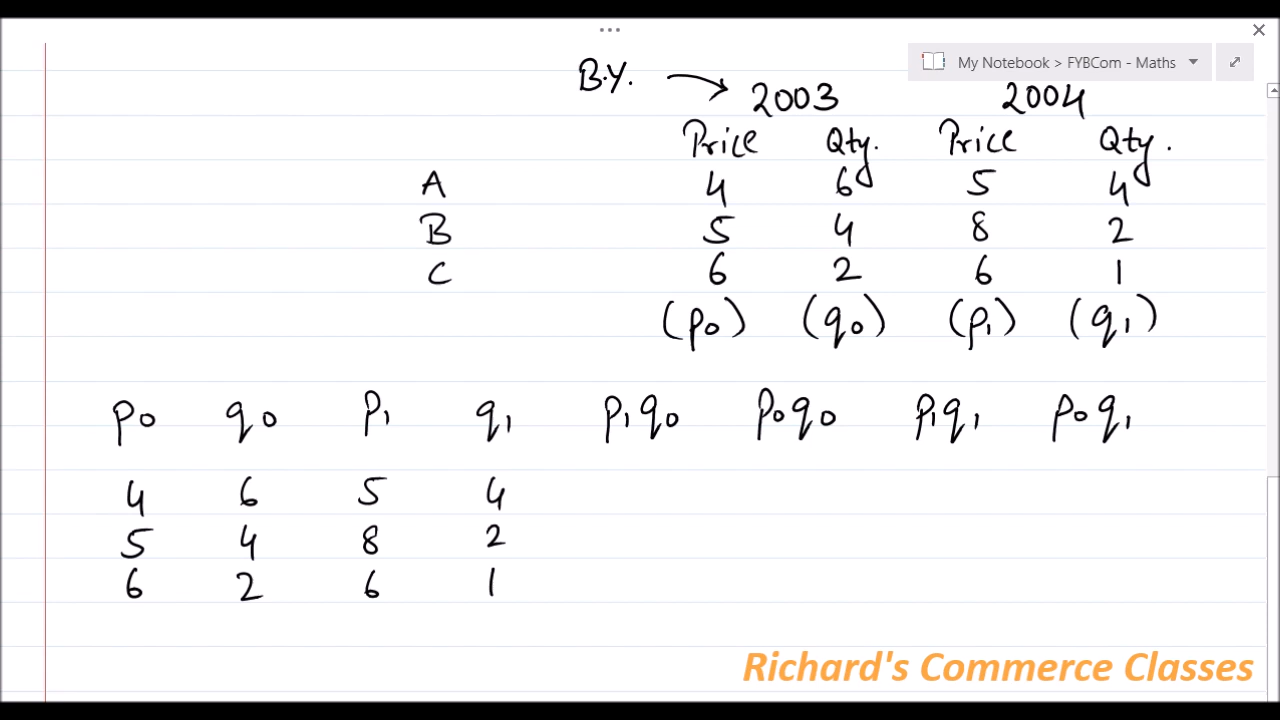 My Notebook > FYBCom - Maths
B.Y. → 2003 2004
Price Qty. Price Qty.
A 4 6 5 4
B 5 4 8 2
C 6 2 6 1
(p0) (q0) (p1) (q1)
p0 q0 p1 q1 p1q0 p0q0 p1q1 p0q1
4 6 5 4
5 4 8 2
6 2 6 1
Richard's Commerce Classes